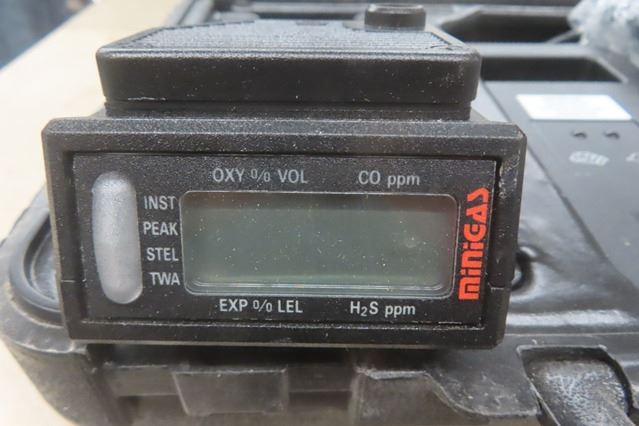 OXY % VOL CO ppm
INST
PEAK
STEL
TWA
MINIGAS
EXP % LEL H₂S ppm